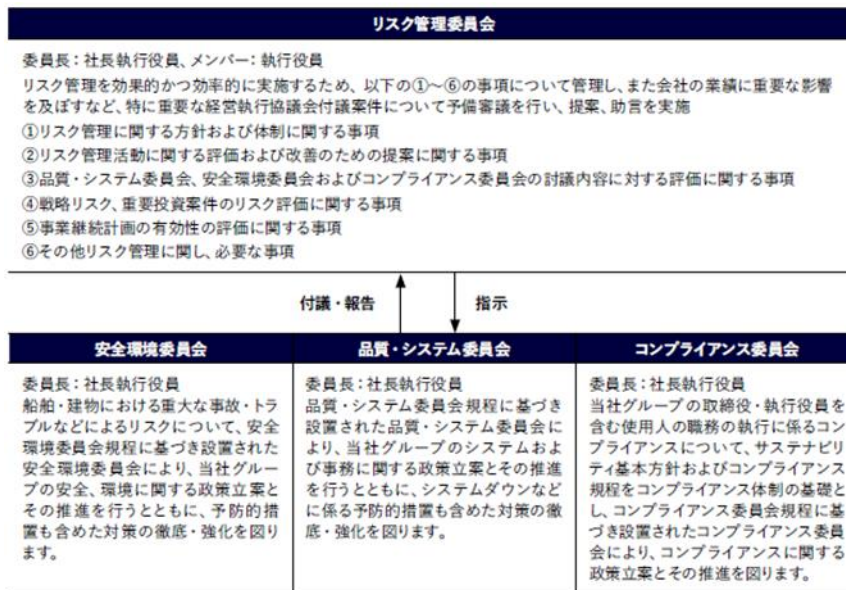 リスク管理委員会
委員長：社長執行役員、メンバー：執行役員
リスク管理を効果的かつ効率的に実施するため、以下の①～⑥の事項について管理し、また会社の業績に重要な影響
を及ぼすなど、特に重要な経営執行協議会付議案件について予備審議を行い、提案、助言を実施
①リスク管理に関する方針および体制に関する事項
②リスク管理活動に関する評価および改善のための提案に関する事項
③品質・システム委員会、安全環境委員会およびコンプライアンス委員会の討議内容に対する評価に関する事項
④戦略リスク、重要投資案件のリスク評価に関する事項
⑤事業継続計画の有効性の評価に関する事項
⑥その他リスク管理に関し、必要な事項
付議・報告
指示
安全環境委員会
委員長：社長執行役員
船舶・建物における重大な事故・トラ
ブルなどによるリスクについて、安全
環境委員会規程に基づき設置された
安全環境委員会により、当社グルー
プの安全、環境に関する政策立案と
その推進を行うとともに、予防的措
置も含めた対策の徹底・強化を図り
ます。
品質・システム委員会
委員長：社長執行役員
品質・システム委員会規程に基づき
設置された品質・システム委員会に
より、当社グループのシステムおよ
び事務に関する政策立案とその推進
を行うとともに、システムダウンなど
に係る予防的措置も含めた対策の徹
底・強化を図ります。
コンプライアンス委員会
委員長：社長執行役員
当社グループの取締役・執行役員を
含む使用人の職務の執行に係るコン
プライアンスについて、サステナビリ
ティ基本方針およびコンプライアンス
規程をコンプライアンス体制の基礎と
し、コンプライアンス委員会規程に基
づき設置されたコンプライアンス委員
会により、コンプライアンスに関する
政策立案とその推進を図ります。